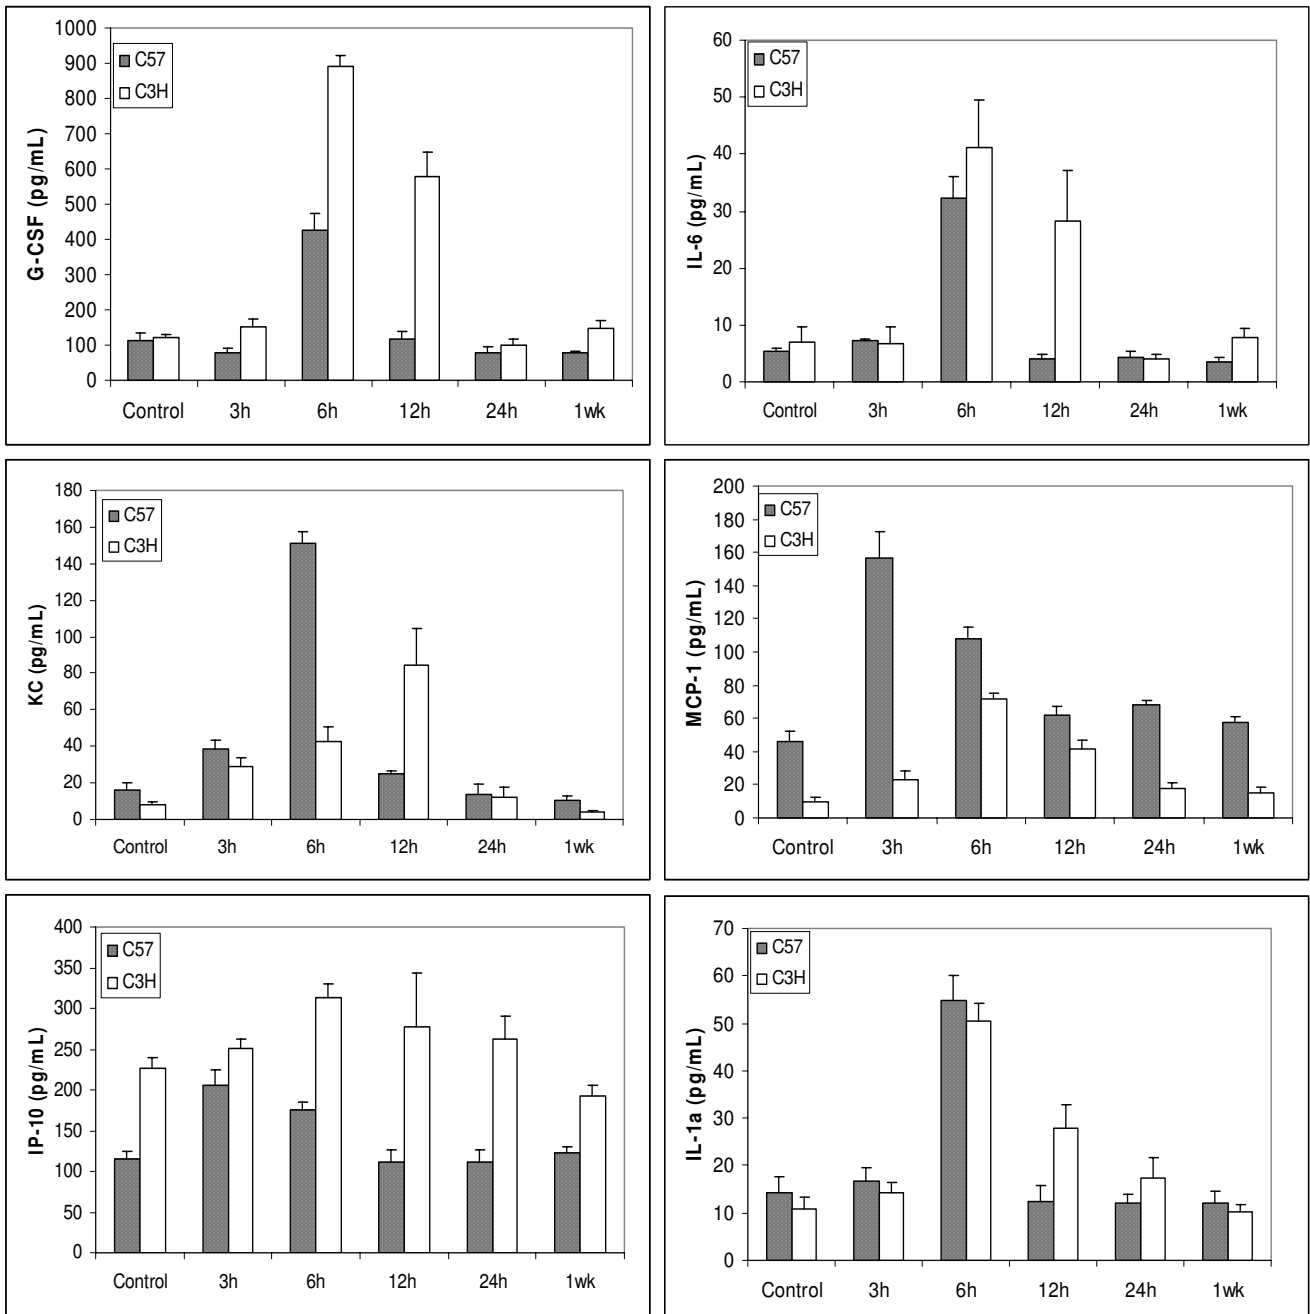 G-CSF (pg/mL)
1000
900
800
700
600
500
400
300
200
100
0
C57
C3H
Control 3h 6h 12h 24h 1wk
IL-6 (pg/mL)
60
50
40
30
20
10
0
C57
C3H
Control 3h 6h 12h 24h 1wk
KC (pg/mL)
180
160
140
120
100
80
60
40
20
0
C57
C3H
Control 3h 6h 12h 24h 1wk
MCP-1 (pg/mL)
200
180
160
140
120
100
80
60
40
20
0
C57
C3H
Control 3h 6h 12h 24h 1wk
IP-10 (pg/mL)
400
350
300
250
200
150
100
50
0
C57
C3H
Control 3h 6h 12h 24h 1wk
IL-1a (pg/mL)
70
60
50
40
30
20
10
0
C57
C3H
Control 3h 6h 12h 24h 1wk